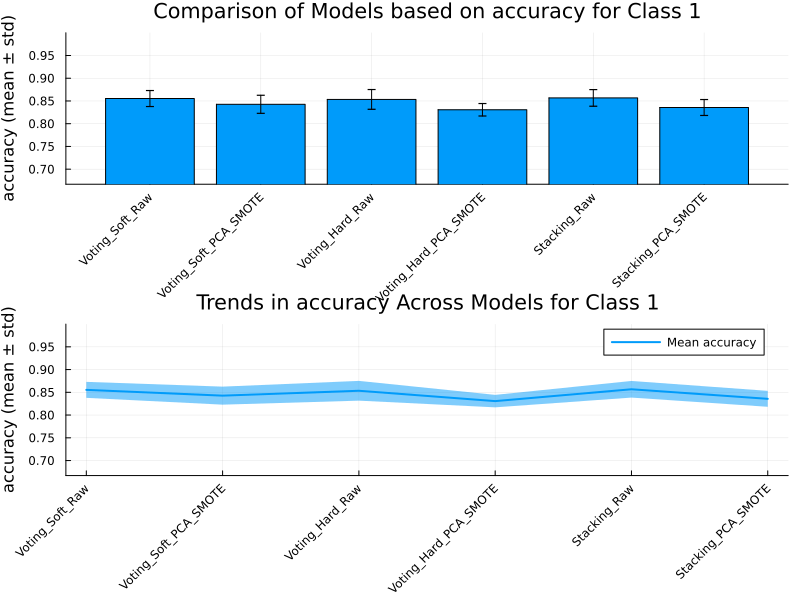 Comparison of Models based on accuracy for Class 1
accuracy (mean ± std)
0.95
0.90
0.85
0.80
0.75
0.70
Voting_Soft_Raw
Voting_Soft_PCA_SMOTE
Voting_Hard_Raw
Voting_Hard_PCA_SMOTE
Stacking_Raw
Stacking_PCA_SMOTE
Trends in accuracy Across Models for Class 1
accuracy (mean ± std)
0.95
0.90
0.85
0.80
0.75
0.70
Mean accuracy
Voting_Soft_Raw
Voting_Soft_PCA_SMOTE
Voting_Hard_Raw
Voting_Hard_PCA_SMOTE
Stacking_Raw
Stacking_PCA_SMOTE